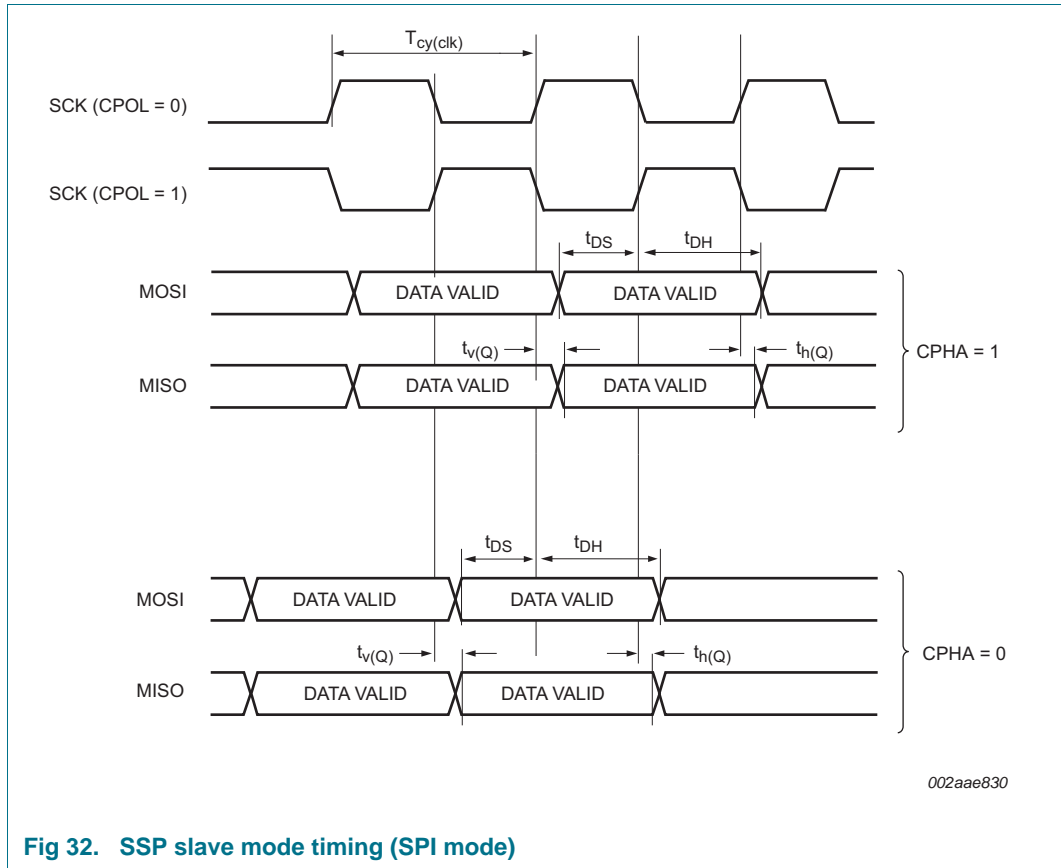 Tcy(clk)
SCK (CPOL = 0)
SCK (CPOL = 1)
tDS tDH
MOSI DATA VALID DATA VALID
tv(Q) th(Q)
CPHA = 1
MISO DATA VALID DATA VALID
tDS tDH
MOSI DATA VALID DATA VALID
tv(Q) th(Q)
CPHA = 0
MISO DATA VALID DATA VALID
002aae830
Fig 32. SSP slave mode timing (SPI mode)